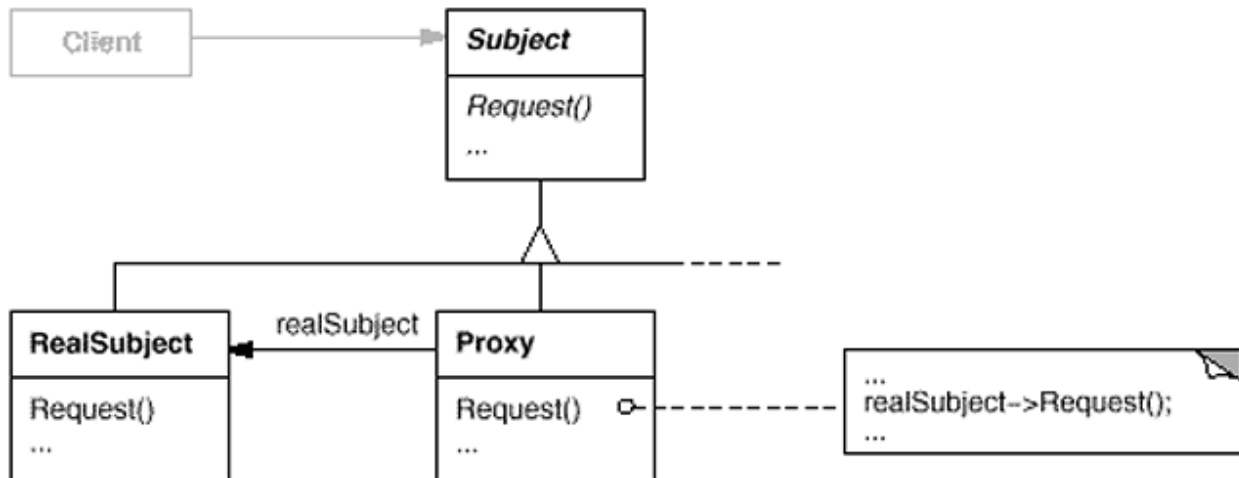 Client
Subject
Request()
...
realSubject
RealSubject
Request()
...
Proxy
Request()
...
...
realSubject->Request();
...